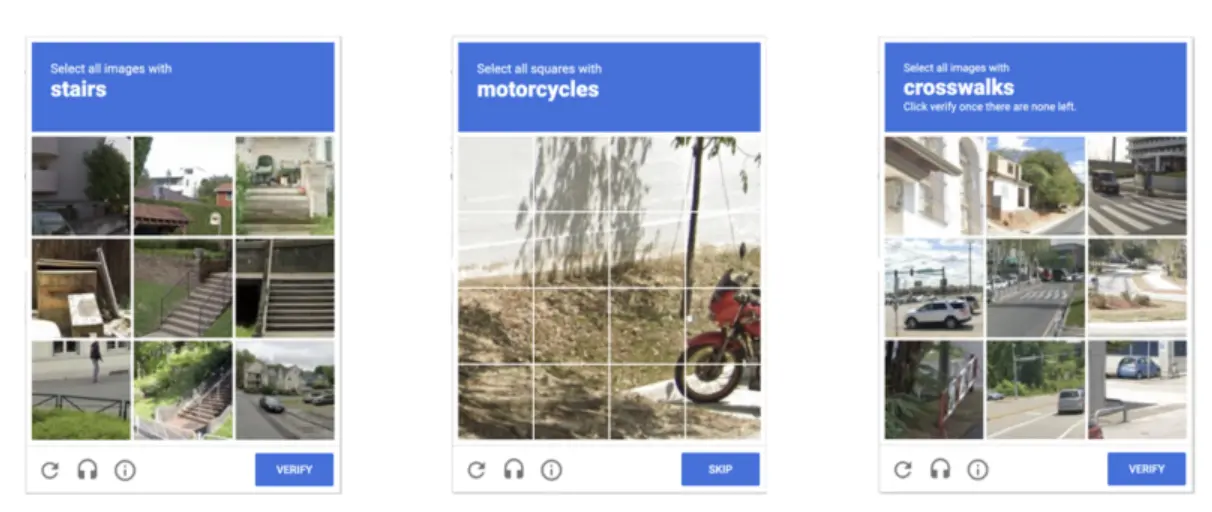 Select all images with
stairs
VERIFY
Select all squares with
motorcycles
SKIP
Select all images with
crosswalks
Click verify once there are none left.
VERIFY